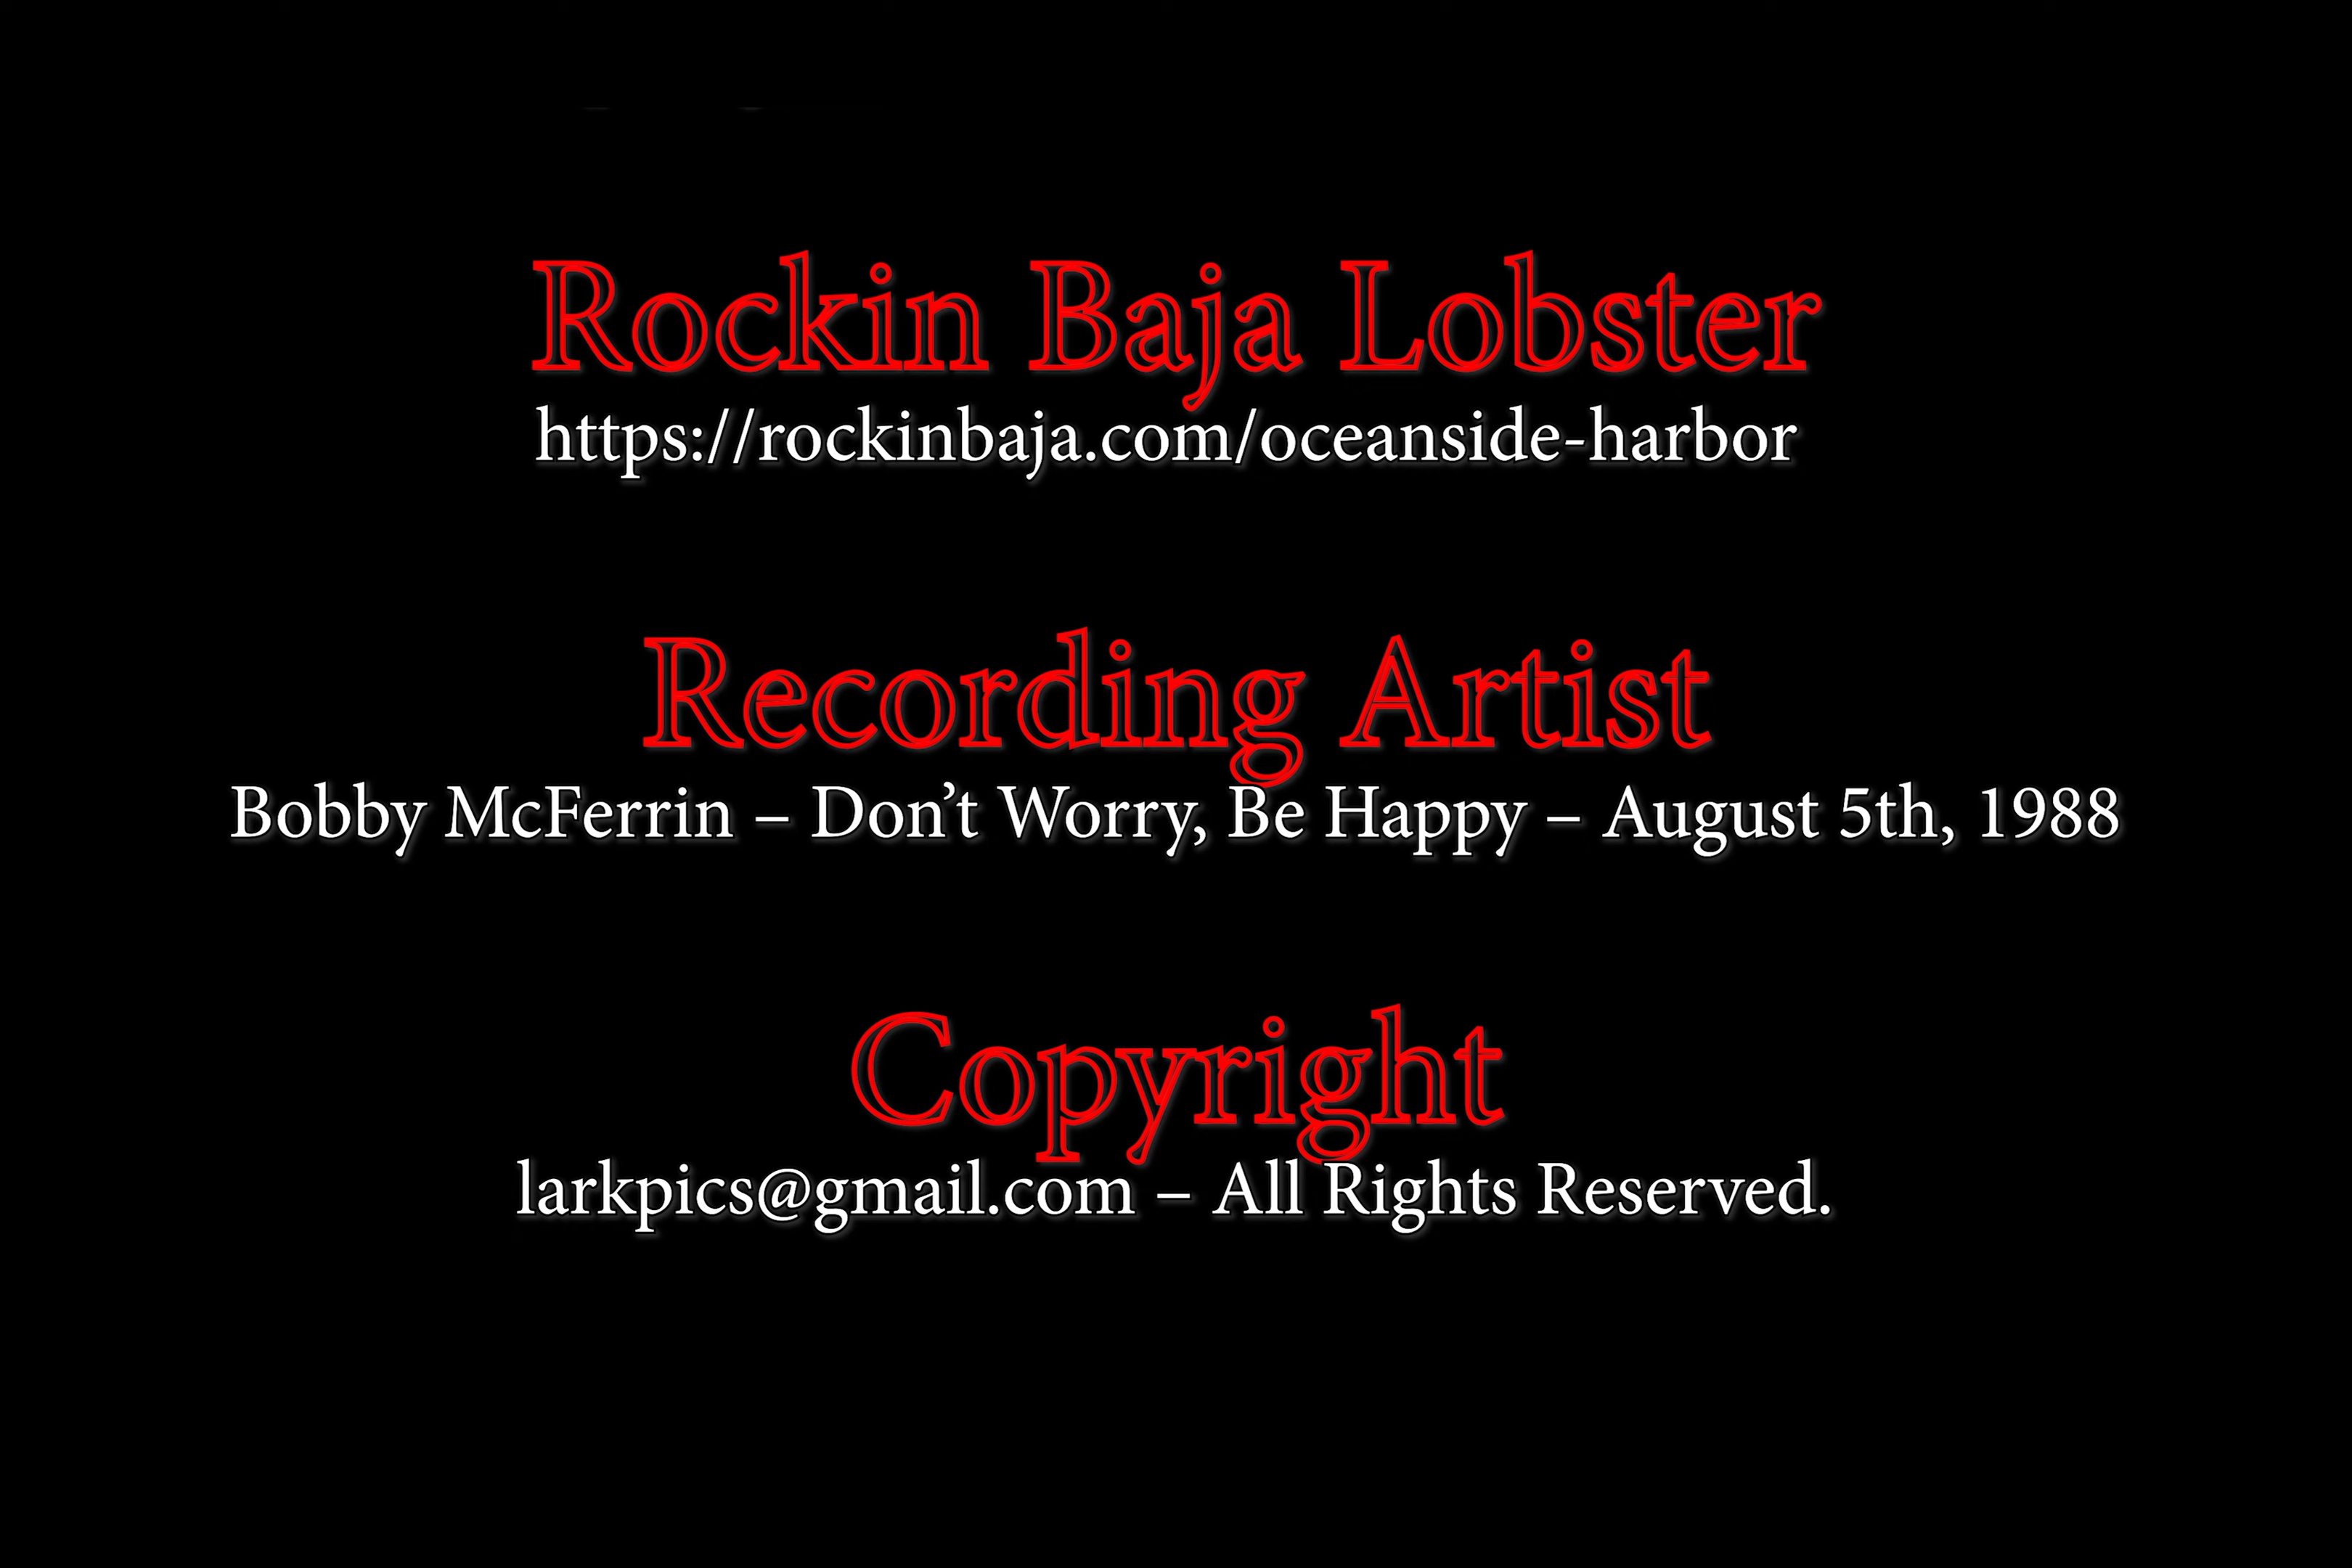 Rockin Baja Lobster
https://rockinbaja.com/oceanside-harbor
Recording Artist
Bobby McFerrin – Don’t Worry, Be Happy – August 5th, 1988
Copyright
larkpics@gmail.com – All Rights Reserved.